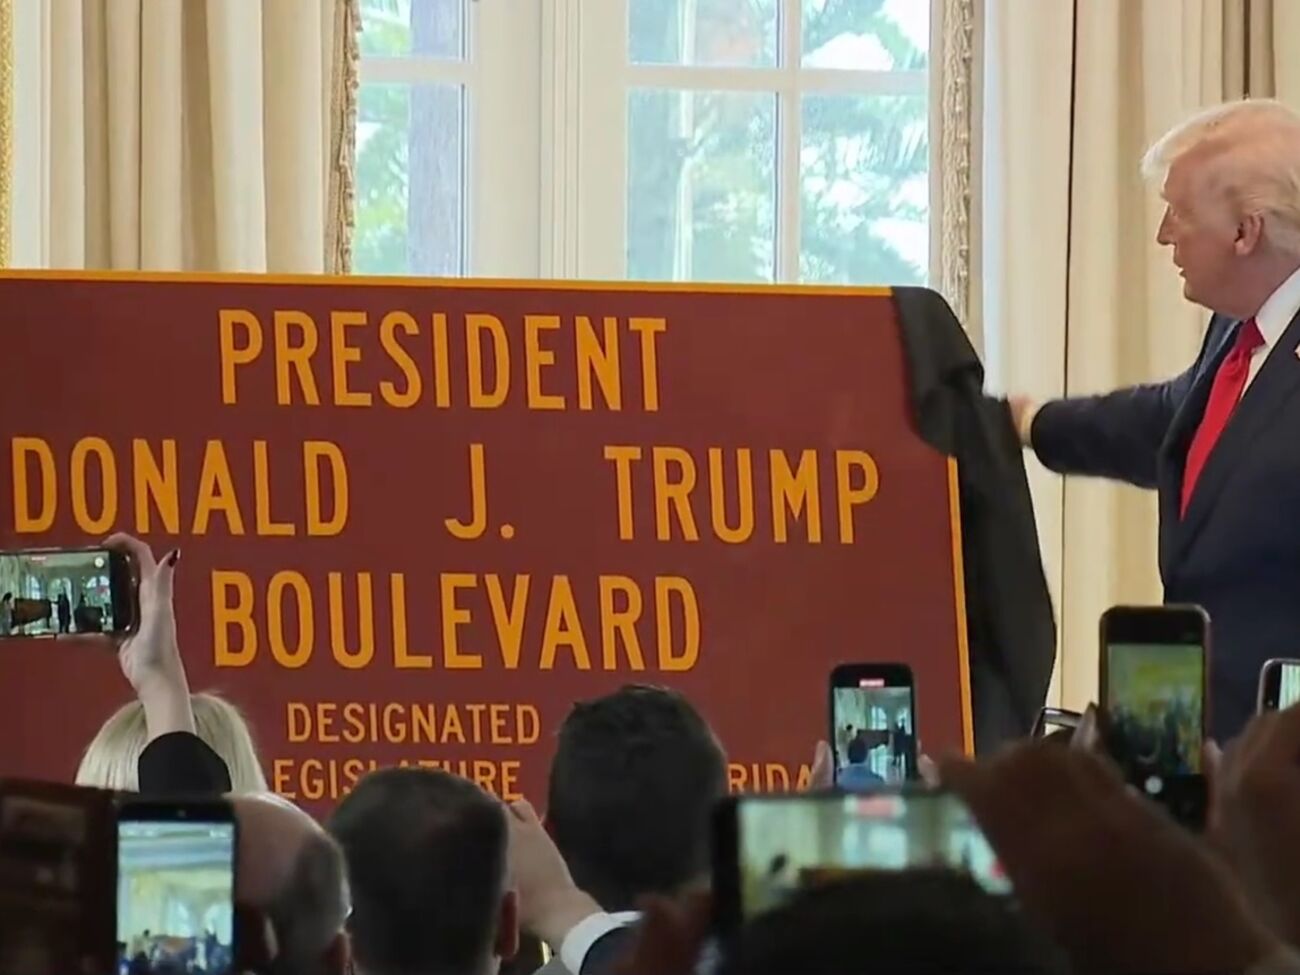 PRESIDENT
DONALD J. TRUMP
BOULEVARD
DESIGNATED